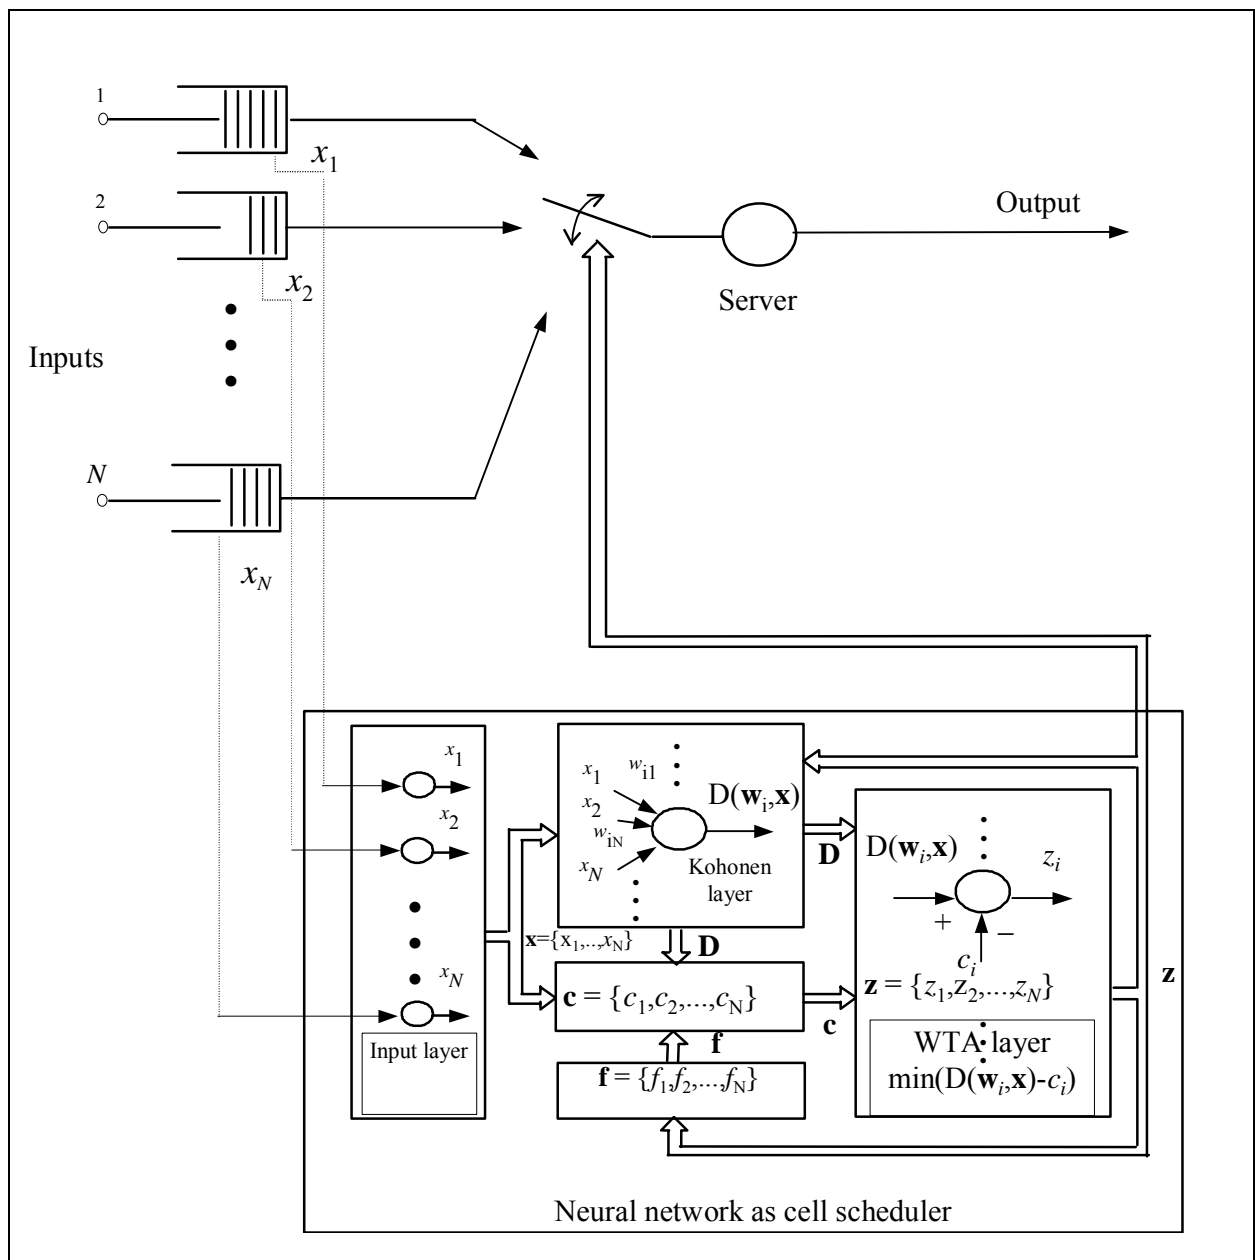 1
x1
2
Output
x2
Server
Inputs
N
xN
x1
wi1
x1
D(wi,x)
x2
x2
wiN
D(wi,x)
zi
D
Kohonen
layer
xN
+
−
x={x1,..,xN}
D
ci
xN
z
c = {c1,c2,...,cN}
z = {z1,z2,...,zN}
c
f
Input layer
WTA layer
f = {f1,f2,...,fN}
min(D(wi,x)-ci)
Neural network as cell scheduler